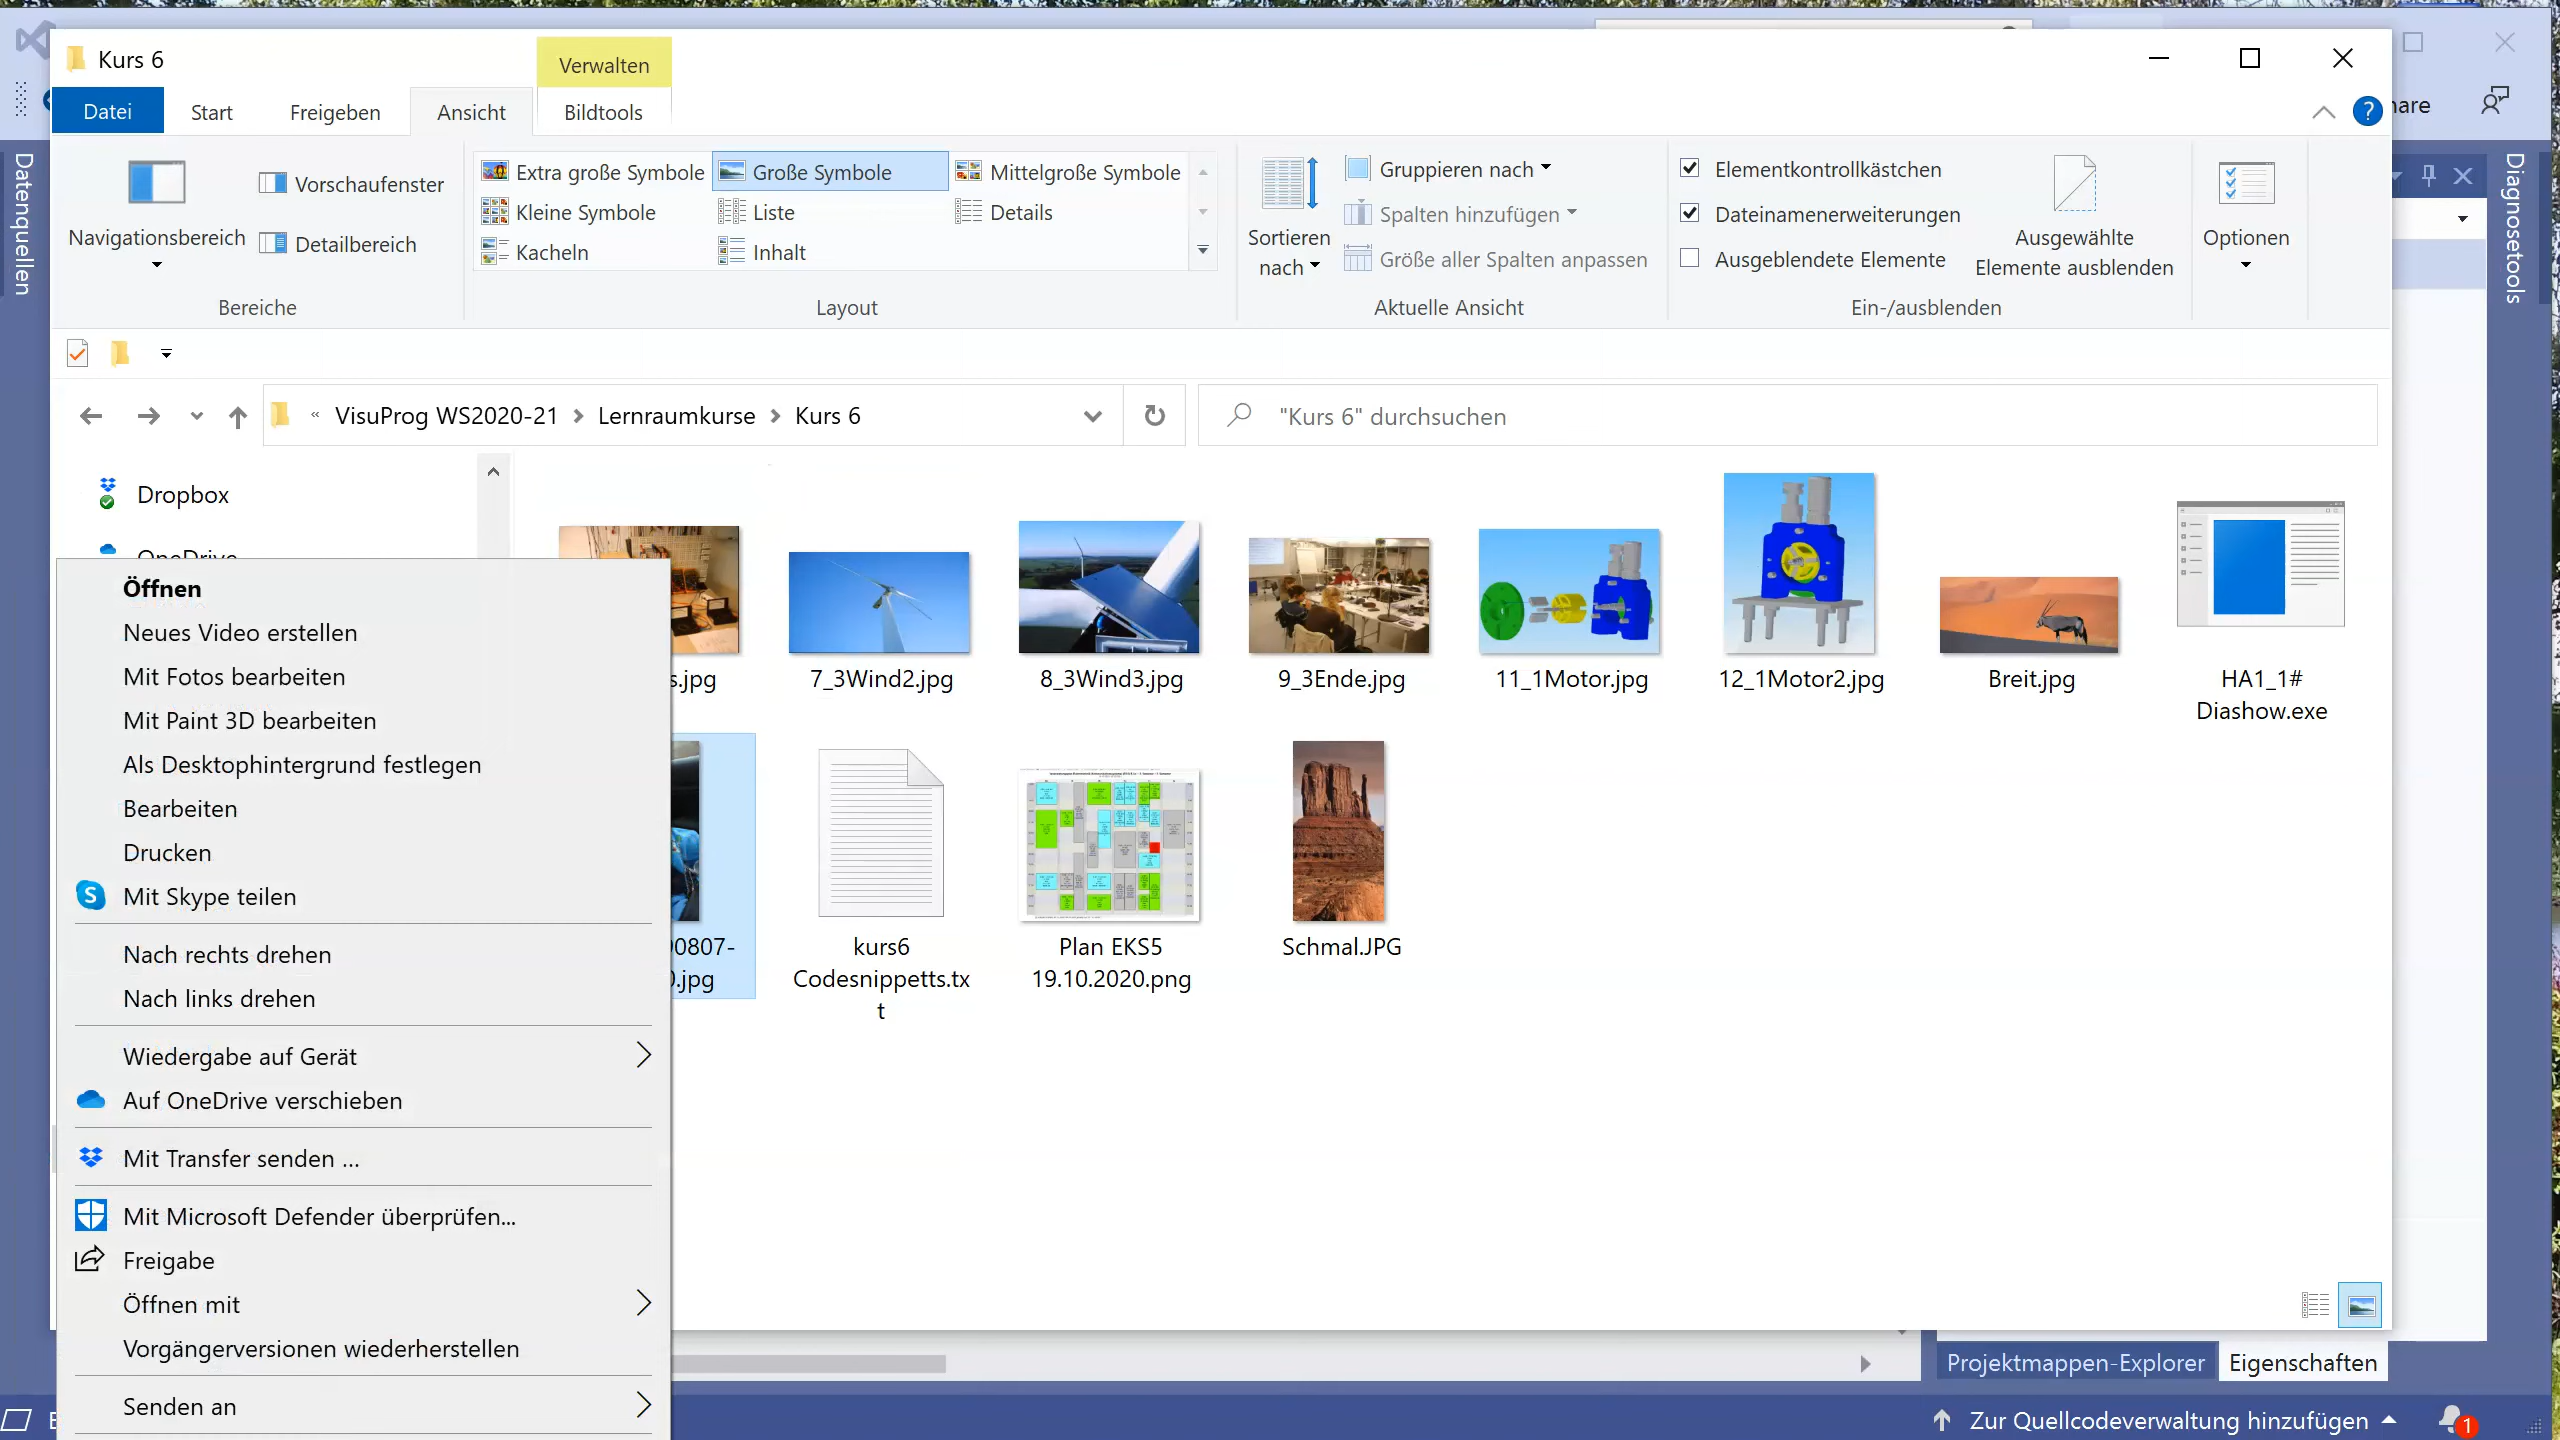 Kurs 6
Verwalten
Datei
Start
Freigeben
Ansicht
Bildtools
hare
?
Navigationsbereich
Vorschaufenster
Detailbereich
Bereiche
Extra große Symbole
Große Symbole
Mittelgroße Symbole
Kleine Symbole
Liste
Details
Kacheln
Inhalt
Layout
Sortieren
nach
Gruppieren nach
Spalten hinzufügen
Größe aller Spalten anpassen
Aktuelle Ansicht
Elementkontrollkästchen
Dateinamenerweiterungen
Ausgeblendete Elemente
Ausgewählte
Elemente ausblenden
Ein-/ausblenden
Optionen
Datenquellen
Diagnosetools
« VisuProg WS2020-21 > Lernraumkurse > Kurs 6
"Kurs 6" durchsuchen
Dropbox
OneDrive
s.jpg
7_3Wind2.jpg
8_3Wind3.jpg
9_3Ende.jpg
11_1Motor.jpg
12_1Motor2.jpg
Breit.jpg
HA1_1#
Diashow.exe
0807-
.jpg
kurs6
Codesnippetts.tx
t
Plan EKS5
19.10.2020.png
Schmal.JPG
Öffnen
Neues Video erstellen
Mit Fotos bearbeiten
Mit Paint 3D bearbeiten
Als Desktophintergrund festlegen
Bearbeiten
Drucken
Mit Skype teilen
Nach rechts drehen
Nach links drehen
Wiedergabe auf Gerät
Auf OneDrive verschieben
Mit Transfer senden ...
Mit Microsoft Defender überprüfen...
Freigabe
Öffnen mit
Vorgängerversionen wiederherstellen
Senden an
Projektmappen-Explorer
Eigenschaften
Zur Quellcodeverwaltung hinzufügen
1